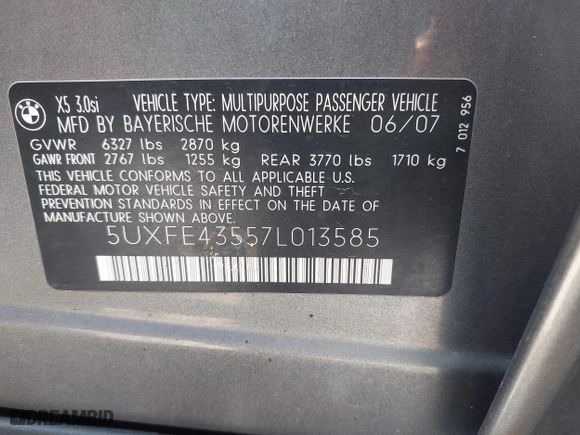 BMW
X5 3.0si VEHICLE TYPE: MULTIPURPOSE PASSENGER VEHICLE
MFD BY BAYERISCHE MOTORENWERKE 06/07
GVWR 6327 lbs 2870 kg
GAWR FRONT 2767 lbs 1255 kg REAR 3770 lbs 1710 kg
THIS VEHICLE CONFORMS TO ALL APPLICABLE U.S.
FEDERAL MOTOR VEHICLE SAFETY AND THEFT
PREVENTION STANDARDS IN EFFECT ON THE DATE OF
MANUFACTURE SHOWN ABOVE.
5UXFE43557L013585
7 012 956
DREAMBID